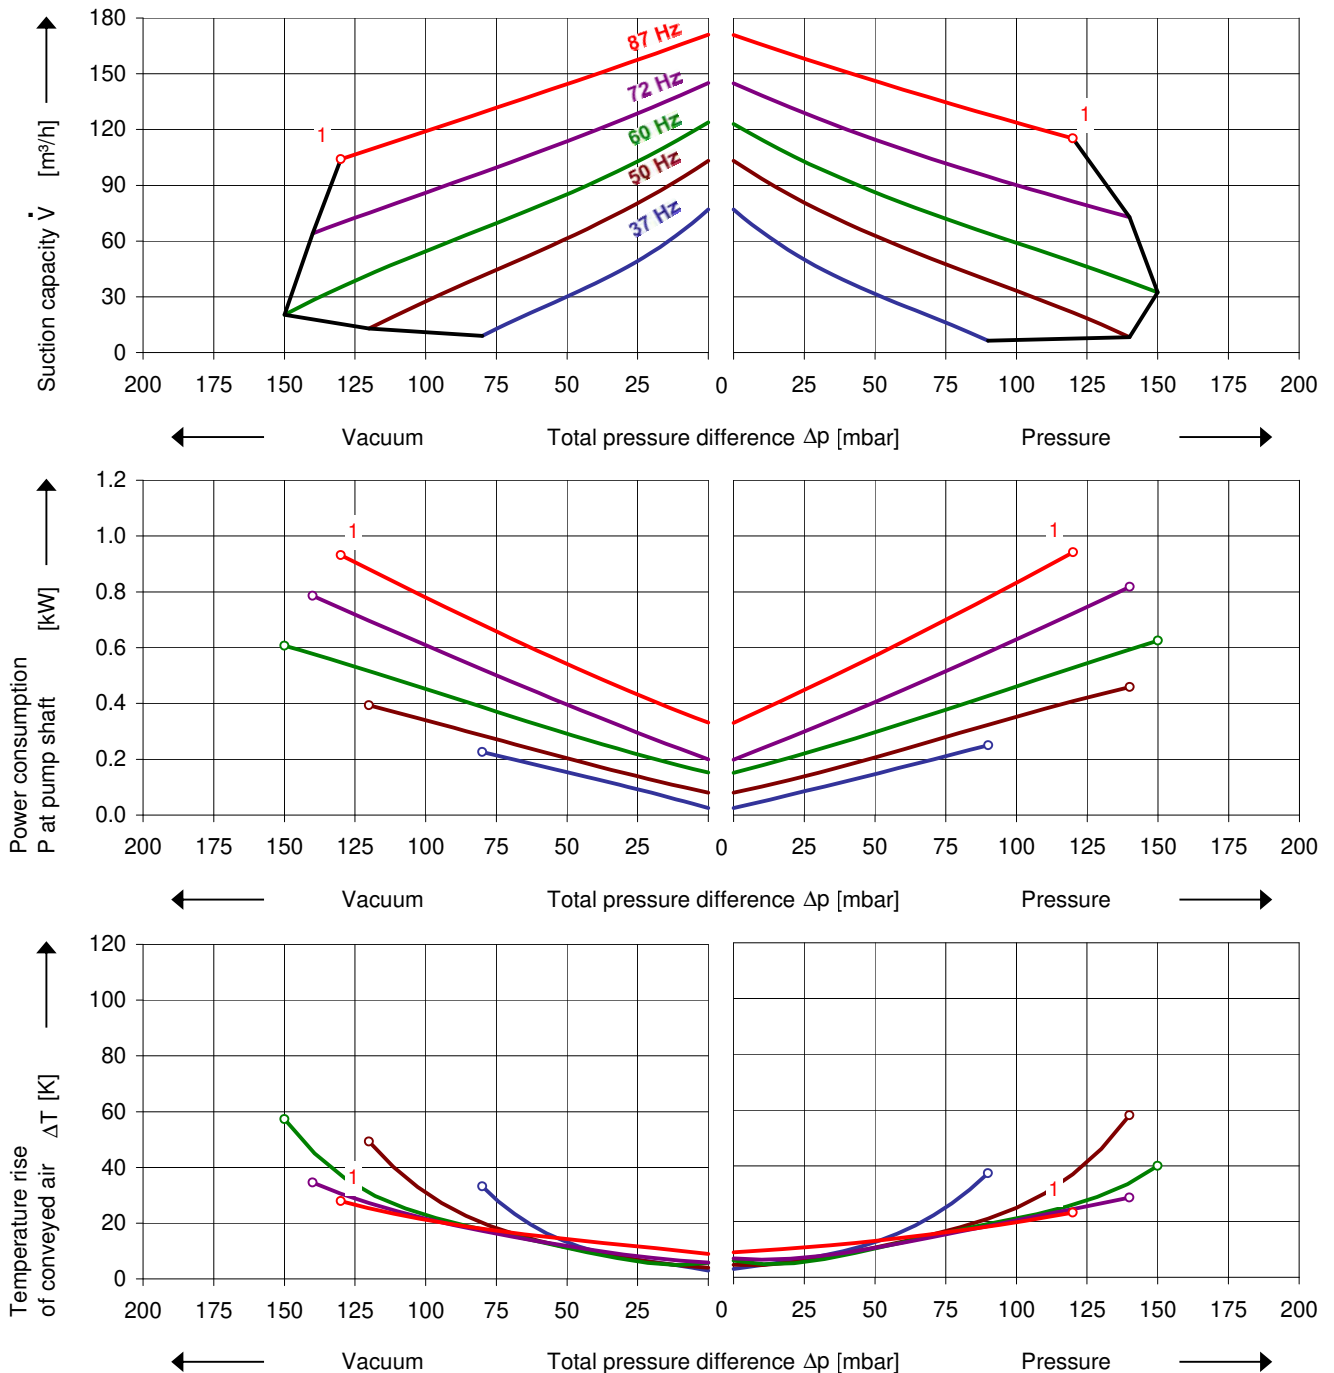 180
150
120
90
60
30
0
Suction capacity V̇ [m³/h]
87 Hz
72 Hz
60 Hz
50 Hz
37 Hz
1
1
200 175 150 125 100 75 50 25 0 25 50 75 100 125 150 175 200
Vacuum Total pressure difference Δp [mbar] Pressure
1.2
1.0
0.8
0.6
0.4
0.2
0.0
Power consumption
P at pump shaft [kW]
1
1
200 175 150 125 100 75 50 25 0 25 50 75 100 125 150 175 200
Vacuum Total pressure difference Δp [mbar] Pressure
120
100
80
60
40
20
0
Temperature rise
of conveyed air ΔT [K]
1
1
200 175 150 125 100 75 50 25 0 25 50 75 100 125 150 175 200
Vacuum Total pressure difference Δp [mbar] Pressure